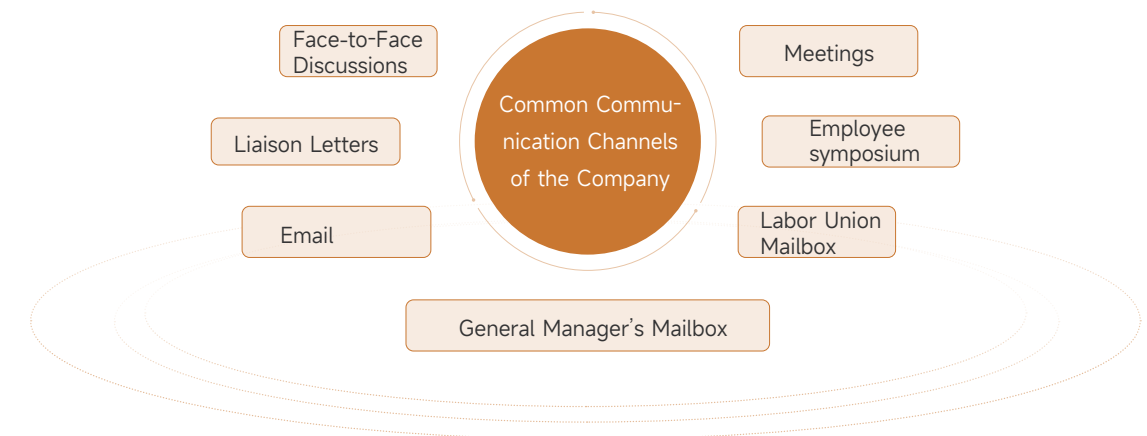 Face-to-Face
Discussions
Meetings
Common Commu-
nication Channels
of the Company
Liaison Letters
Employee
symposium
Email
Labor Union
Mailbox
General Manager’s Mailbox